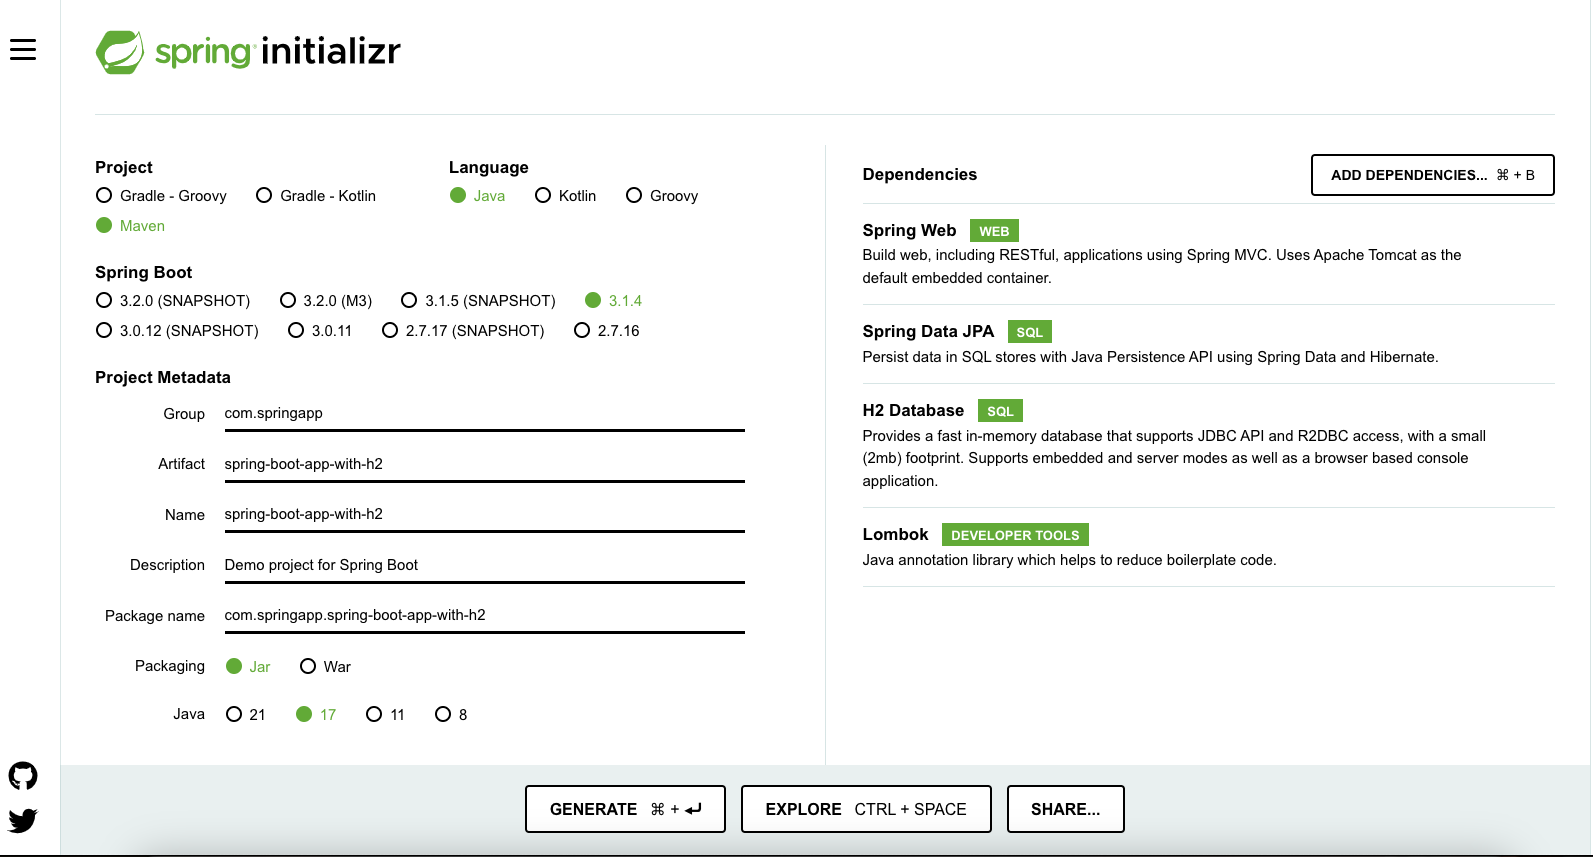 spring initializr
Project
Gradle - Groovy
Gradle - Kotlin
Maven
Language
Java
Kotlin
Groovy
Spring Boot
3.2.0 (SNAPSHOT)
3.2.0 (M3)
3.1.5 (SNAPSHOT)
3.1.4
3.0.12 (SNAPSHOT)
3.0.11
2.7.17 (SNAPSHOT)
2.7.16
Project Metadata
Group com.springapp
Artifact spring-boot-app-with-h2
Name spring-boot-app-with-h2
Description Demo project for Spring Boot
Package name com.springapp.spring-boot-app-with-h2
Packaging Jar War
Java 21 17 11 8
Dependencies
ADD DEPENDENCIES... ⌘ + B
Spring Web WEB
Build web, including RESTful, applications using Spring MVC. Uses Apache Tomcat as the
default embedded container.
Spring Data JPA SQL
Persist data in SQL stores with Java Persistence API using Spring Data and Hibernate.
H2 Database SQL
Provides a fast in-memory database that supports JDBC API and R2DBC access, with a small
(2mb) footprint. Supports embedded and server modes as well as a browser based console
application.
Lombok DEVELOPER TOOLS
Java annotation library which helps to reduce boilerplate code.
GENERATE ⌘ + ↵
EXPLORE CTRL + SPACE
SHARE...